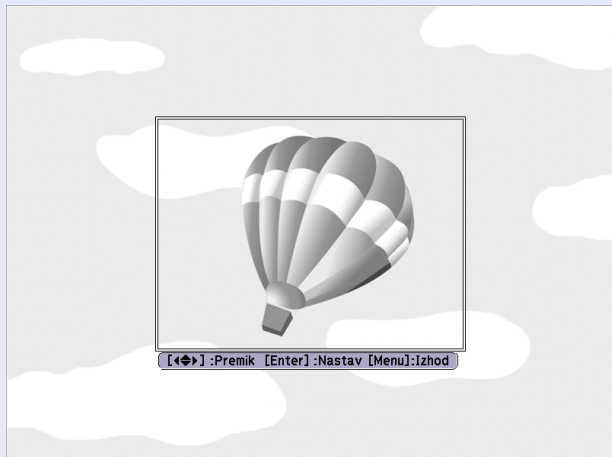 [◀◆▶] :Premik [Enter] :Nastav [Menu]:Izhod